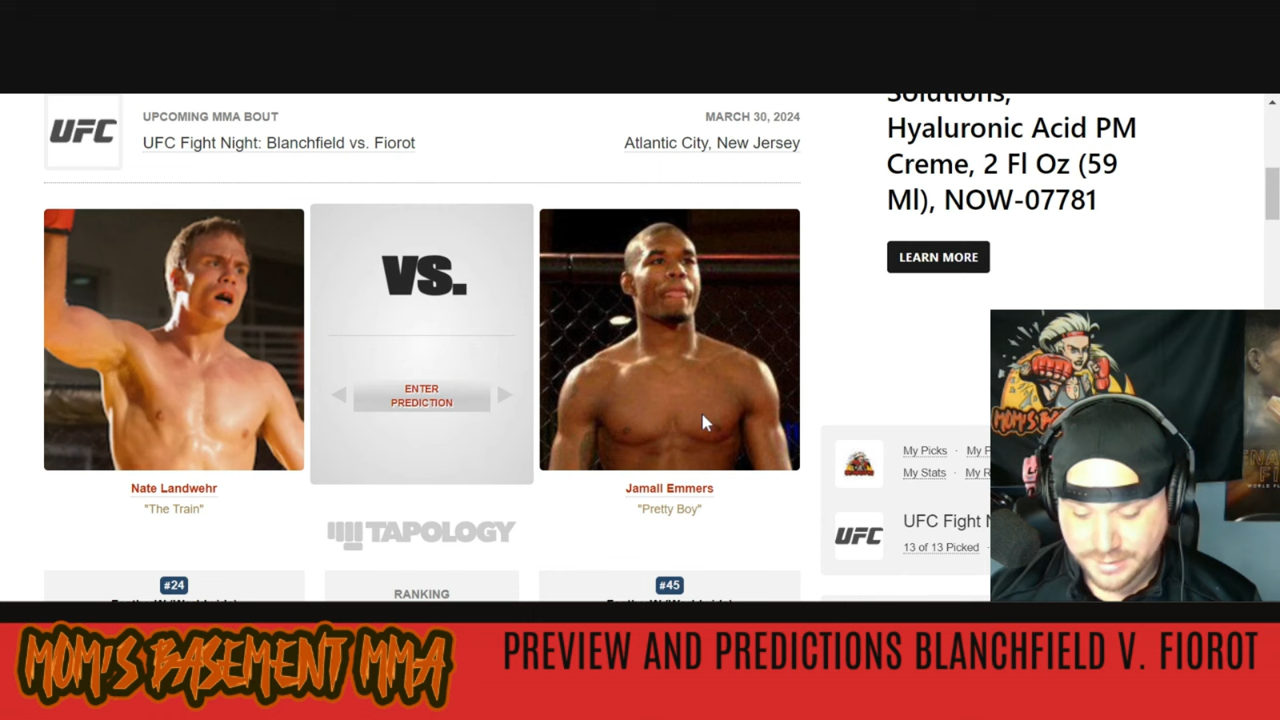 Solutions,
Hyaluronic Acid PM
Creme, 2 Fl Oz (59
Ml), NOW-07781
LEARN MORE
UFC
UPCOMING MMA BOUT
MARCH 30, 2024
UFC Fight Night: Blanchfield vs. Fiorot
Atlantic City, New Jersey
VS.
ENTER
PREDICTION
Nate Landwehr
"The Train"
Jamall Emmers
"Pretty Boy"
TAPOLOGY
#24
RANKING
#45
My Picks ·
My Stats ·
UFC
UFC Fight
13 of 13 Picked
MOM'S BASEMENT MMA
PREVIEW AND PREDICTIONS BLANCHFIELD V. FIOROT